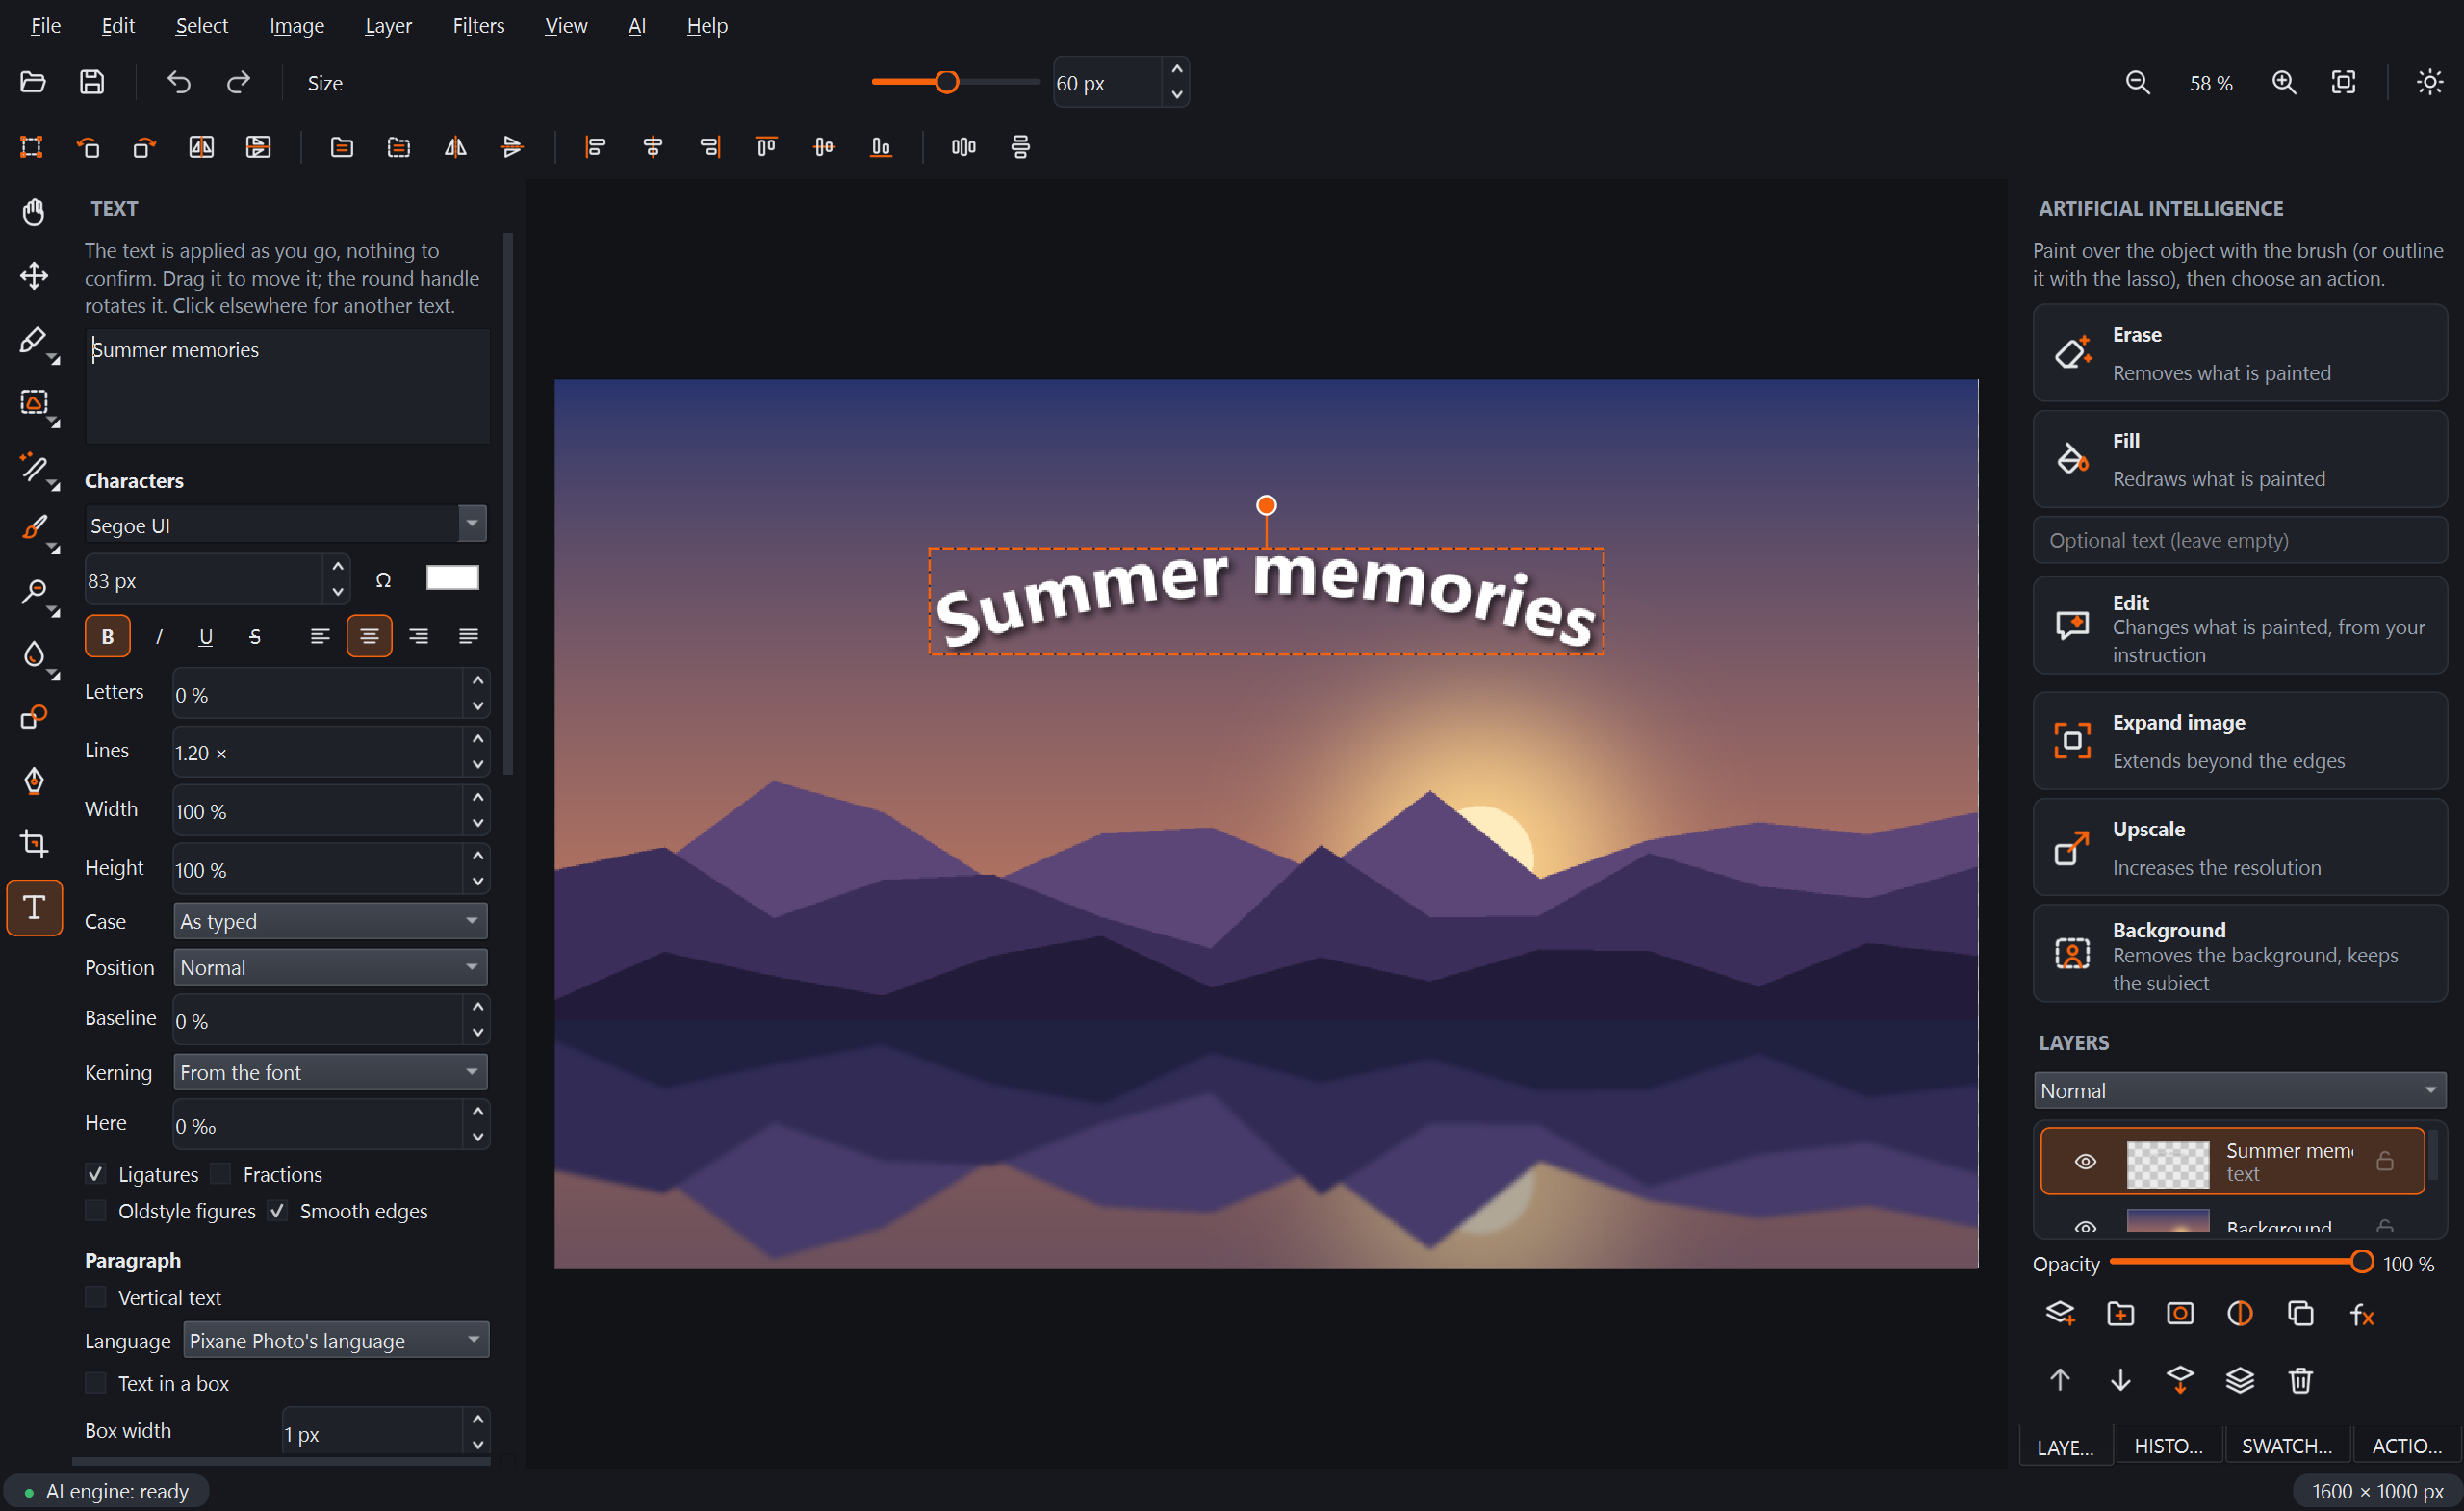 File Edit Select Image Layer Filters View AI Help
Size 60 px 58 %
TEXT
The text is applied as you go, nothing to
confirm. Drag it to move it; the round handle
rotates it. Click elsewhere for another text.
Summer memories
Characters
Segoe UI
83 px Ω
B I U S
Letters 0 %
Lines 1.20 ×
Width 100 %
Height 100 %
Case As typed
Position Normal
Baseline 0 %
Kerning From the font
Here 0 ‰
Ligatures Fractions
Oldstyle figures Smooth edges
Paragraph
Vertical text
Language Pixane Photo's language
Text in a box
Box width 1 px
Summer memories
ARTIFICIAL INTELLIGENCE
Paint over the object with the brush (or outline
it with the lasso), then choose an action.
Erase
Removes what is painted
Fill
Redraws what is painted
Optional text (leave empty)
Edit
Changes what is painted, from your
instruction
Expand image
Extends beyond the edges
Upscale
Increases the resolution
Background
Removes the background, keeps
the subject
LAYERS
Normal
Summer mem
text
Background
Opacity 100 %
fx
LAYE... HISTO... SWATCH... ACTIO...
AI engine: ready
1600 × 1000 px